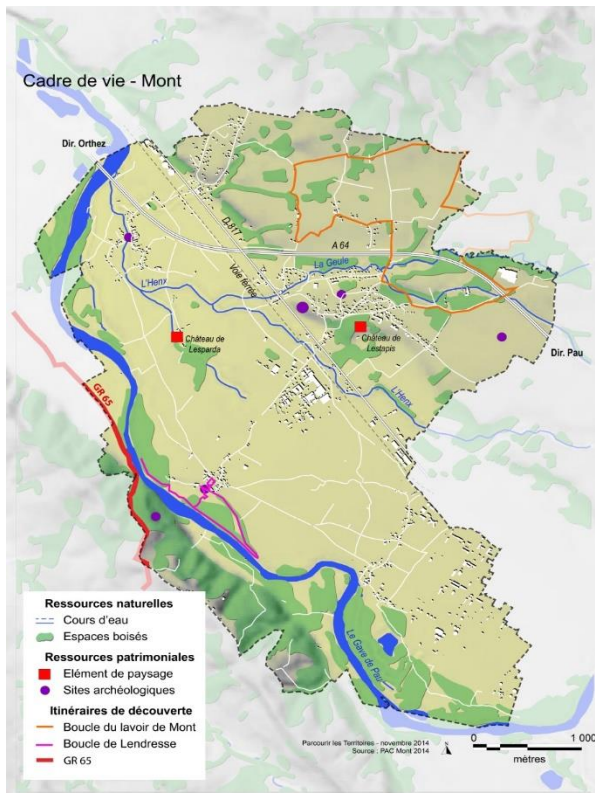 Cadre de vie - Mont
Dir. Orthez
D 817
Voie ferrée
A 64
La Geule
L'Henx
Château de
Lesparda
Château de
Lestapis
Dir. Pau
L'Henx
GR 65
Le Gave de Pau
Ressources naturelles
Cours d'eau
Espaces boisés
Ressources patrimoniales
Elément de paysage
Sites archéologiques
Itinéraires de découverte
Boucle du lavoir de Mont
Boucle de Lendresse
GR 65
Parcourir les Territoires - novembre 2014
Source : PAC Mont 2014
N
0 1 000
mètres